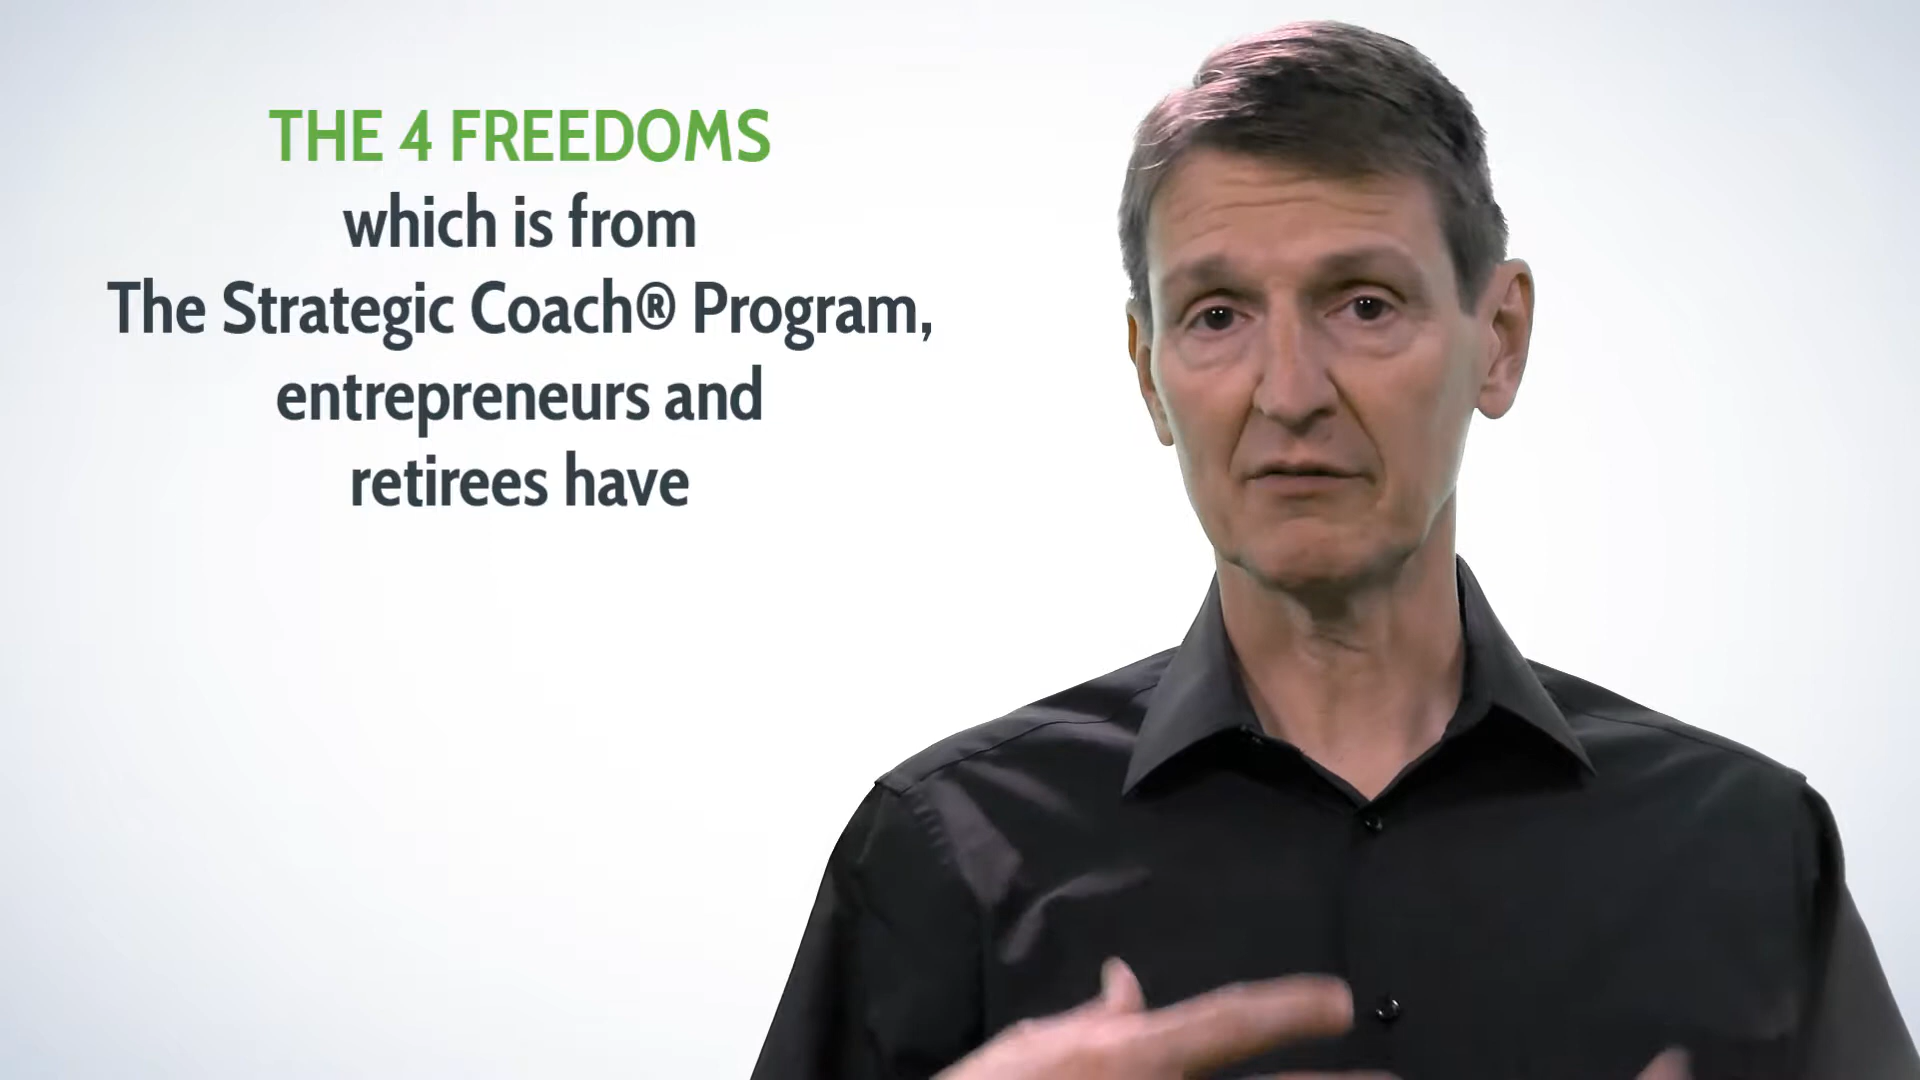 THE 4 FREEDOMS
which is from
The Strategic Coach® Program,
entrepreneurs and
retirees have